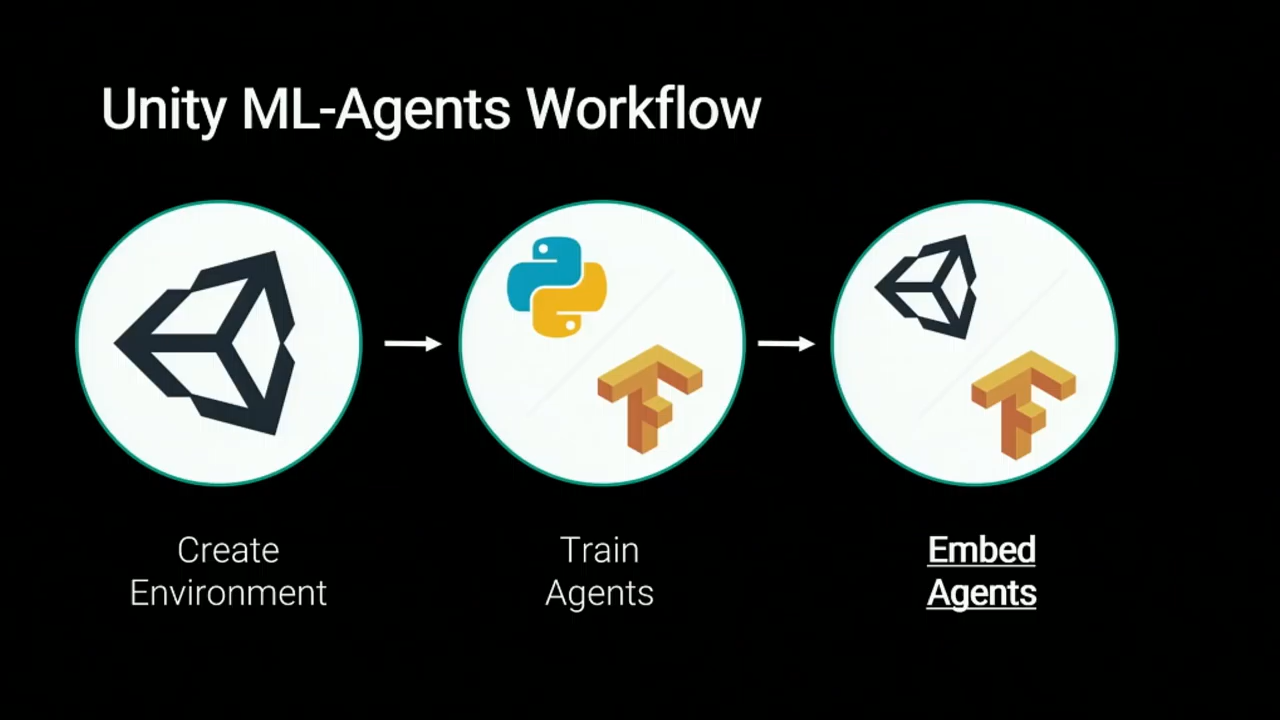 Unity ML-Agents Workflow
Create
Environment
Train
Agents
Embed
Agents